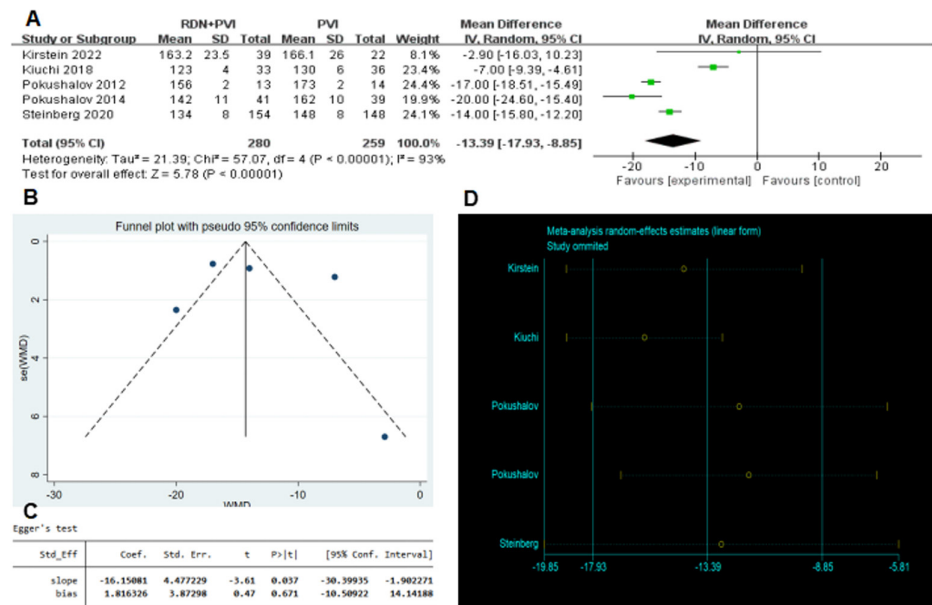 A
RDN+PVI PVI Mean Difference Mean Difference
Study or Subgroup Mean SD Total Mean SD Total Weight IV, Random, 95% CI IV, Random, 95% CI
Kirstein 2022 163.2 23.5 39 166.1 26 22 8.1% -2.90 [-16.03, 10.23]
Kiuchi 2018 123 4 33 130 6 36 23.4% -7.00 [-9.39, -4.61]
Pokushalov 2012 156 2 13 173 2 14 24.4% -17.00 [-18.51, -15.49]
Pokushalov 2014 142 11 41 162 10 39 19.9% -20.00 [-24.60, -15.40]
Steinberg 2020 134 8 154 148 8 148 24.1% -14.00 [-15.80, -12.20]
Total (95% CI) 280 259 100.0% -13.39 [-17.93, -8.85]
Heterogeneity: Tau² = 21.39; Chi² = 57.07, df = 4 (P < 0.00001); I² = 93%
Test for overall effect: Z = 5.78 (P < 0.00001)
-20 -10 0 10 20
Favours [experimental] Favours [control]
B
Funnel plot with pseudo 95% confidence limits
se(WMD)
0
2
4
6
8
-30 -20 -10 0
WMD
C
Egger's test
Std_Eff Coef. Std. Err. t P>|t| [95% Conf. Interval]
slope -16.15081 4.477229 -3.61 0.037 -30.39935 -1.902271
bias 1.816326 3.87298 0.47 0.671 -10.50922 14.14188
D
Meta-analysis random-effects estimates (linear form)
Study ommited
Kirstein
Kiuchi
Pokushalov
Pokushalov
Steinberg
-19.85 -17.93 -13.39 -8.85 -5.81